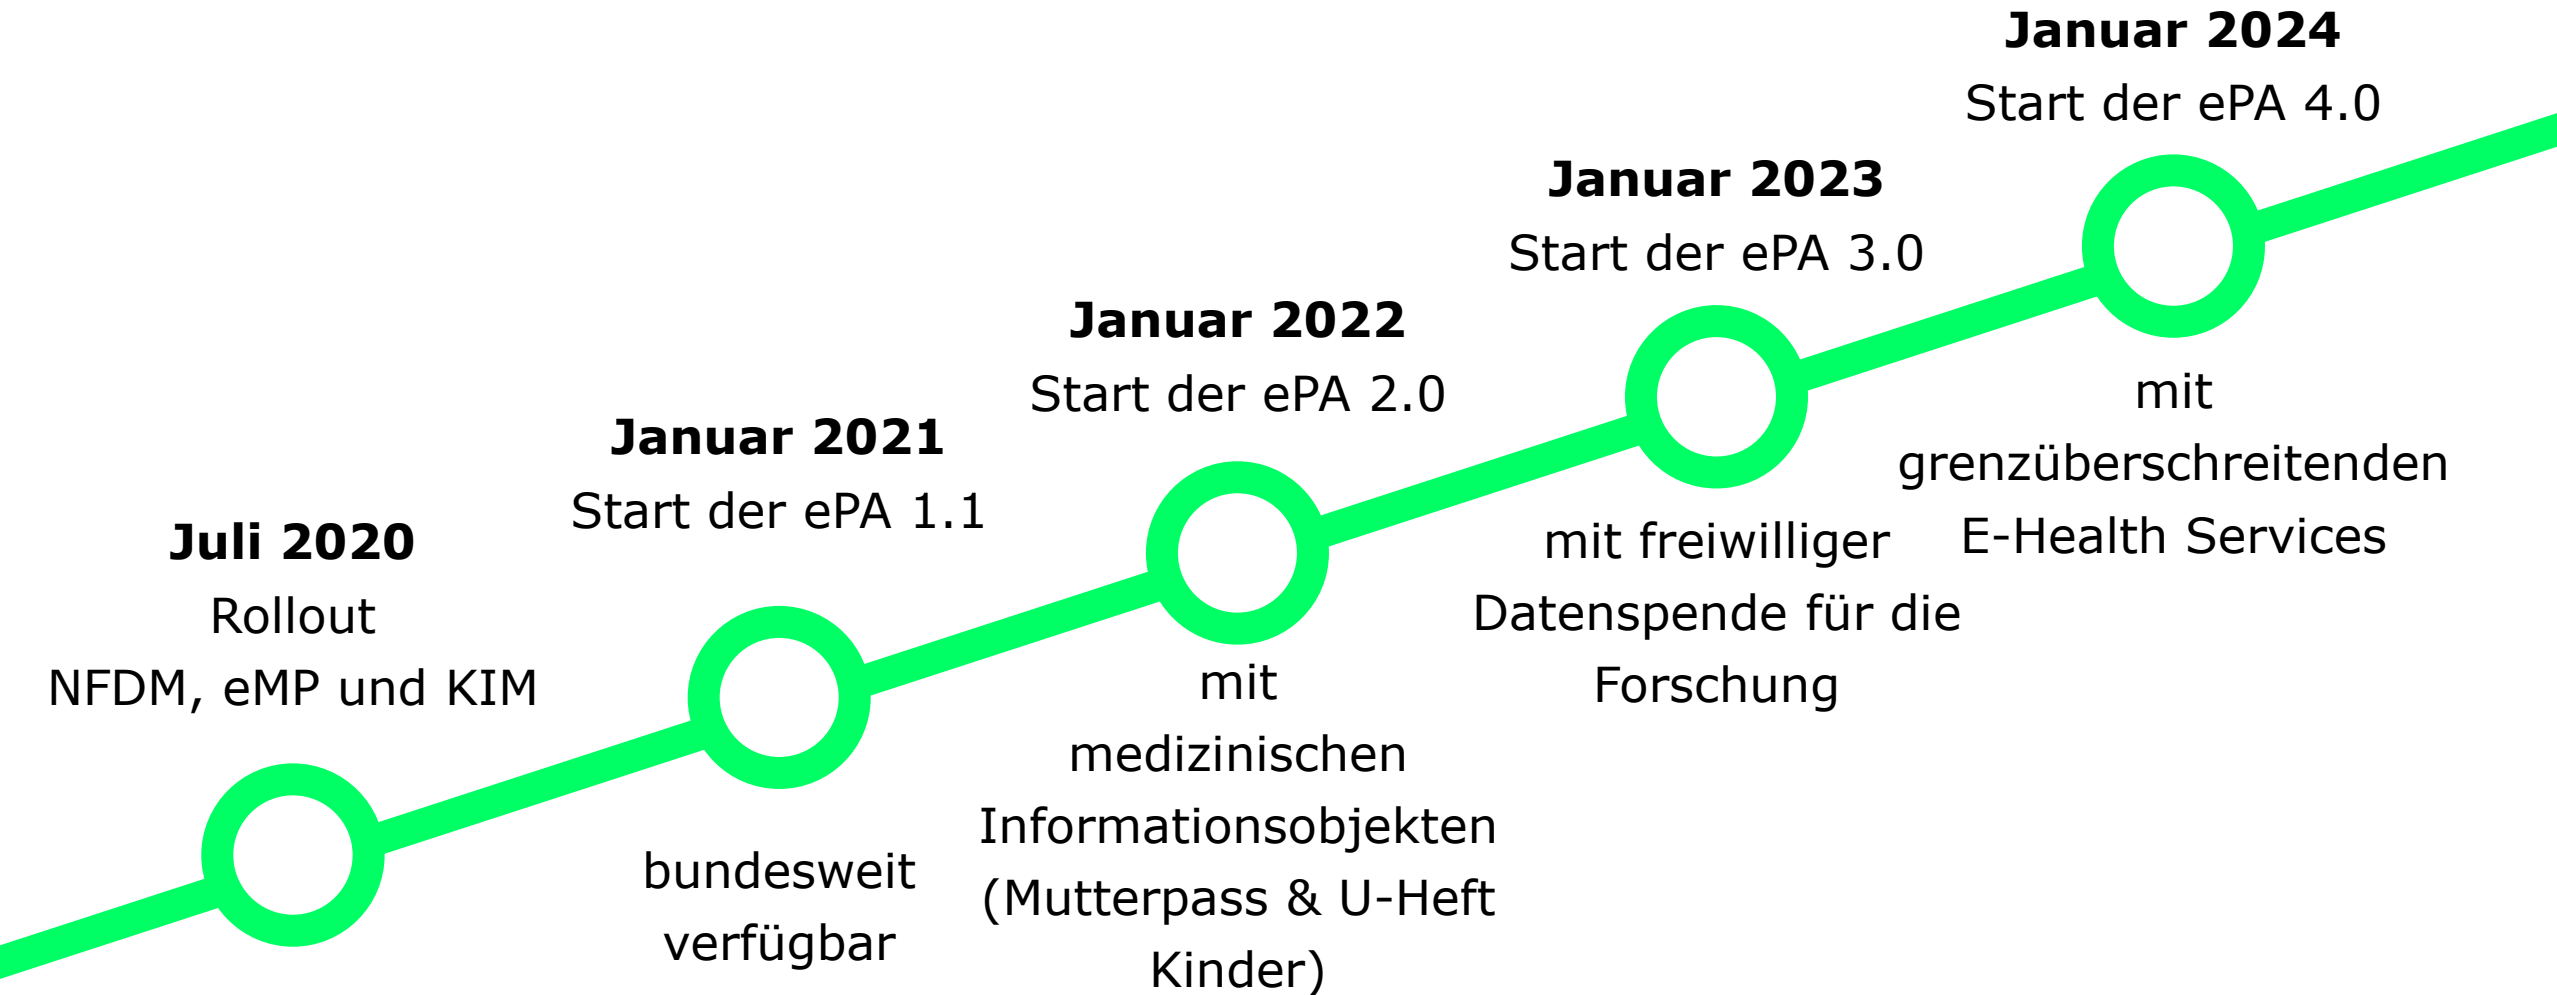 Juli 2020
Rollout
NFDM, eMP und KIM
Januar 2021
Start der ePA 1.1
bundesweit
verfügbar
Januar 2022
Start der ePA 2.0
mit
medizinischen
Informationsobjekten
(Mutterpass & U-Heft
Kinder)
Januar 2023
Start der ePA 3.0
mit freiwilliger
Datenspende für die
Forschung
Januar 2024
Start der ePA 4.0
mit
grenzüberschreitenden
E-Health Services